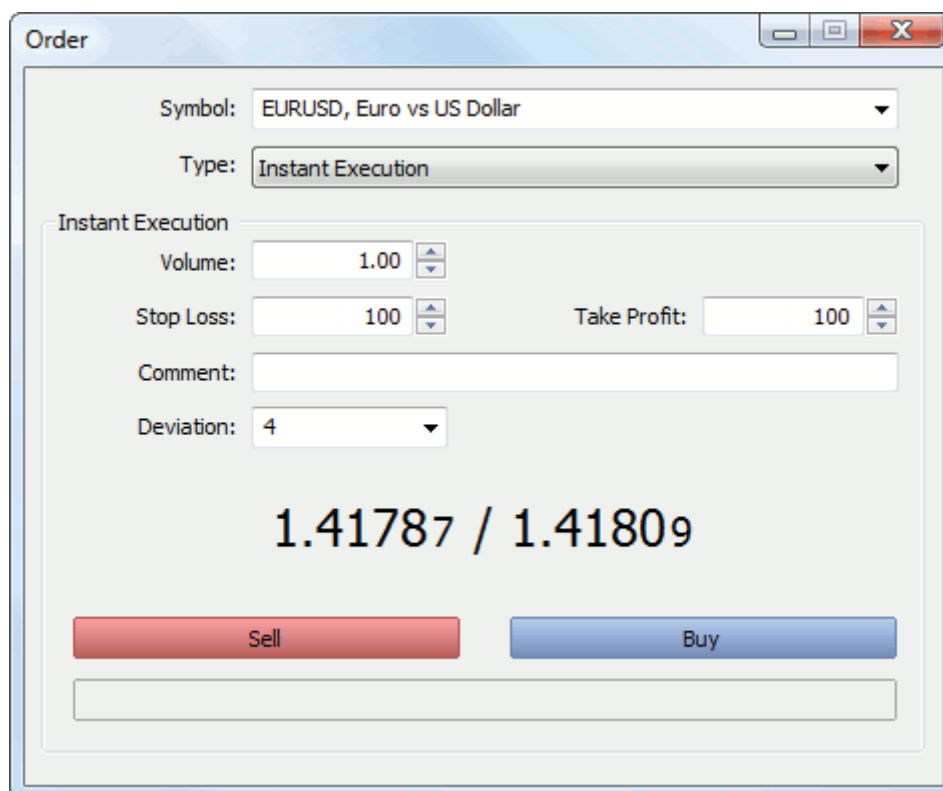 Order
Symbol: EURUSD, Euro vs US Dollar
Type: Instant Execution
Instant Execution
Volume: 1.00
Stop Loss: 100 Take Profit: 100
Comment:
Deviation: 4
1.41787 / 1.41809
Sell Buy